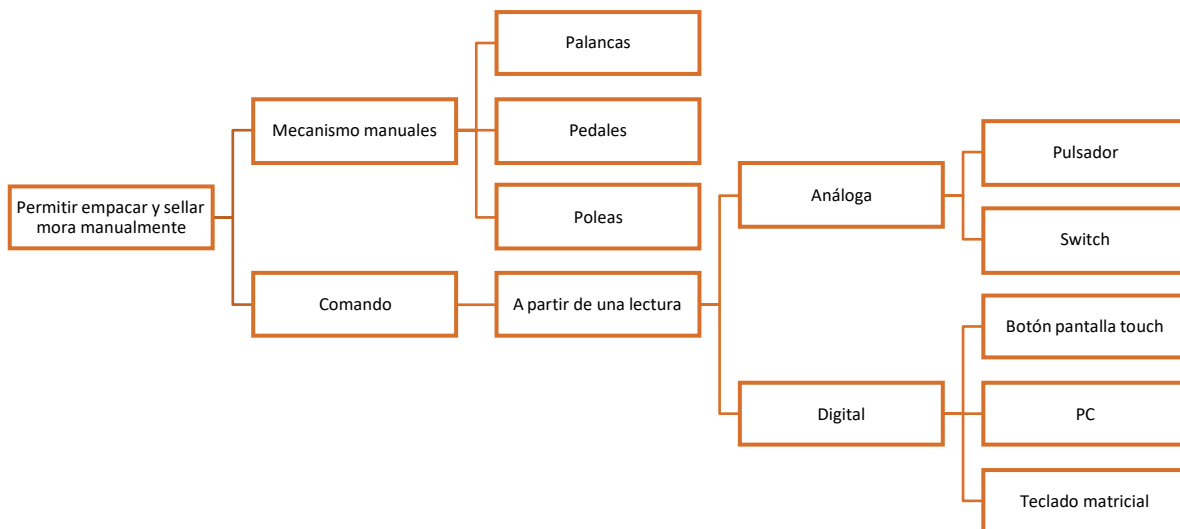 Permitir empacar y sellar
mora manualmente
Mecanismo manuales
Palancas
Pedales
Poleas
Comando
A partir de una lectura
Análoga
Pulsador
Switch
Digital
Botón pantalla touch
PC
Teclado matricial